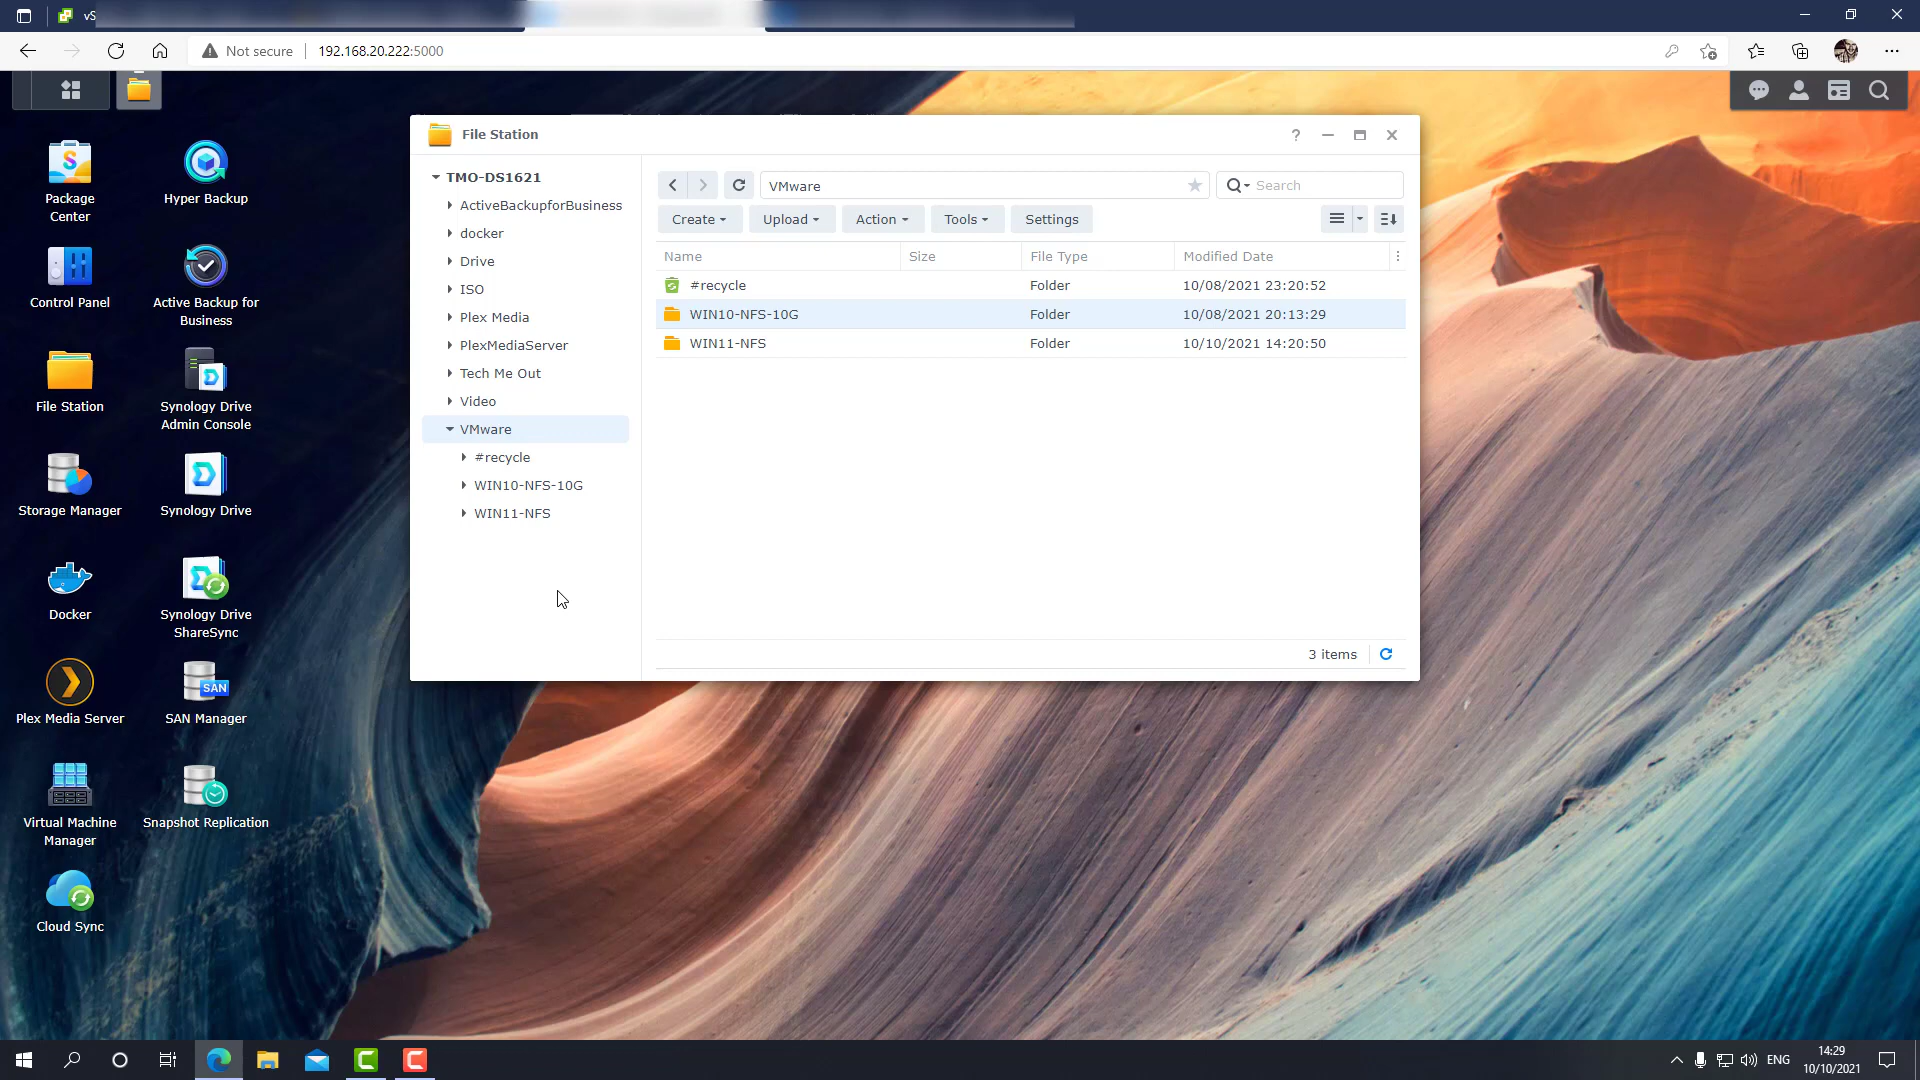 vS
Not secure
192.168.20.222:5000
Package
Center
Hyper Backup
Control Panel
Active Backup for
Business
File Station
Synology Drive
Admin Console
Storage Manager
Synology Drive
Docker
Synology Drive
ShareSync
Plex Media Server
SAN
SAN Manager
Virtual Machine
Manager
Snapshot Replication
Cloud Sync
File Station
TMO-DS1621
ActiveBackupforBusiness
docker
Drive
ISO
Plex Media
PlexMediaServer
Tech Me Out
Video
VMware
#recycle
WIN10-NFS-10G
WIN11-NFS
VMware
Search
Create
Upload
Action
Tools
Settings
Name Size File Type Modified Date
#recycle Folder 10/08/2021 23:20:52
WIN10-NFS-10G Folder 10/08/2021 20:13:29
WIN11-NFS Folder 10/10/2021 14:20:50
3 items
ENG
14:29
10/10/2021